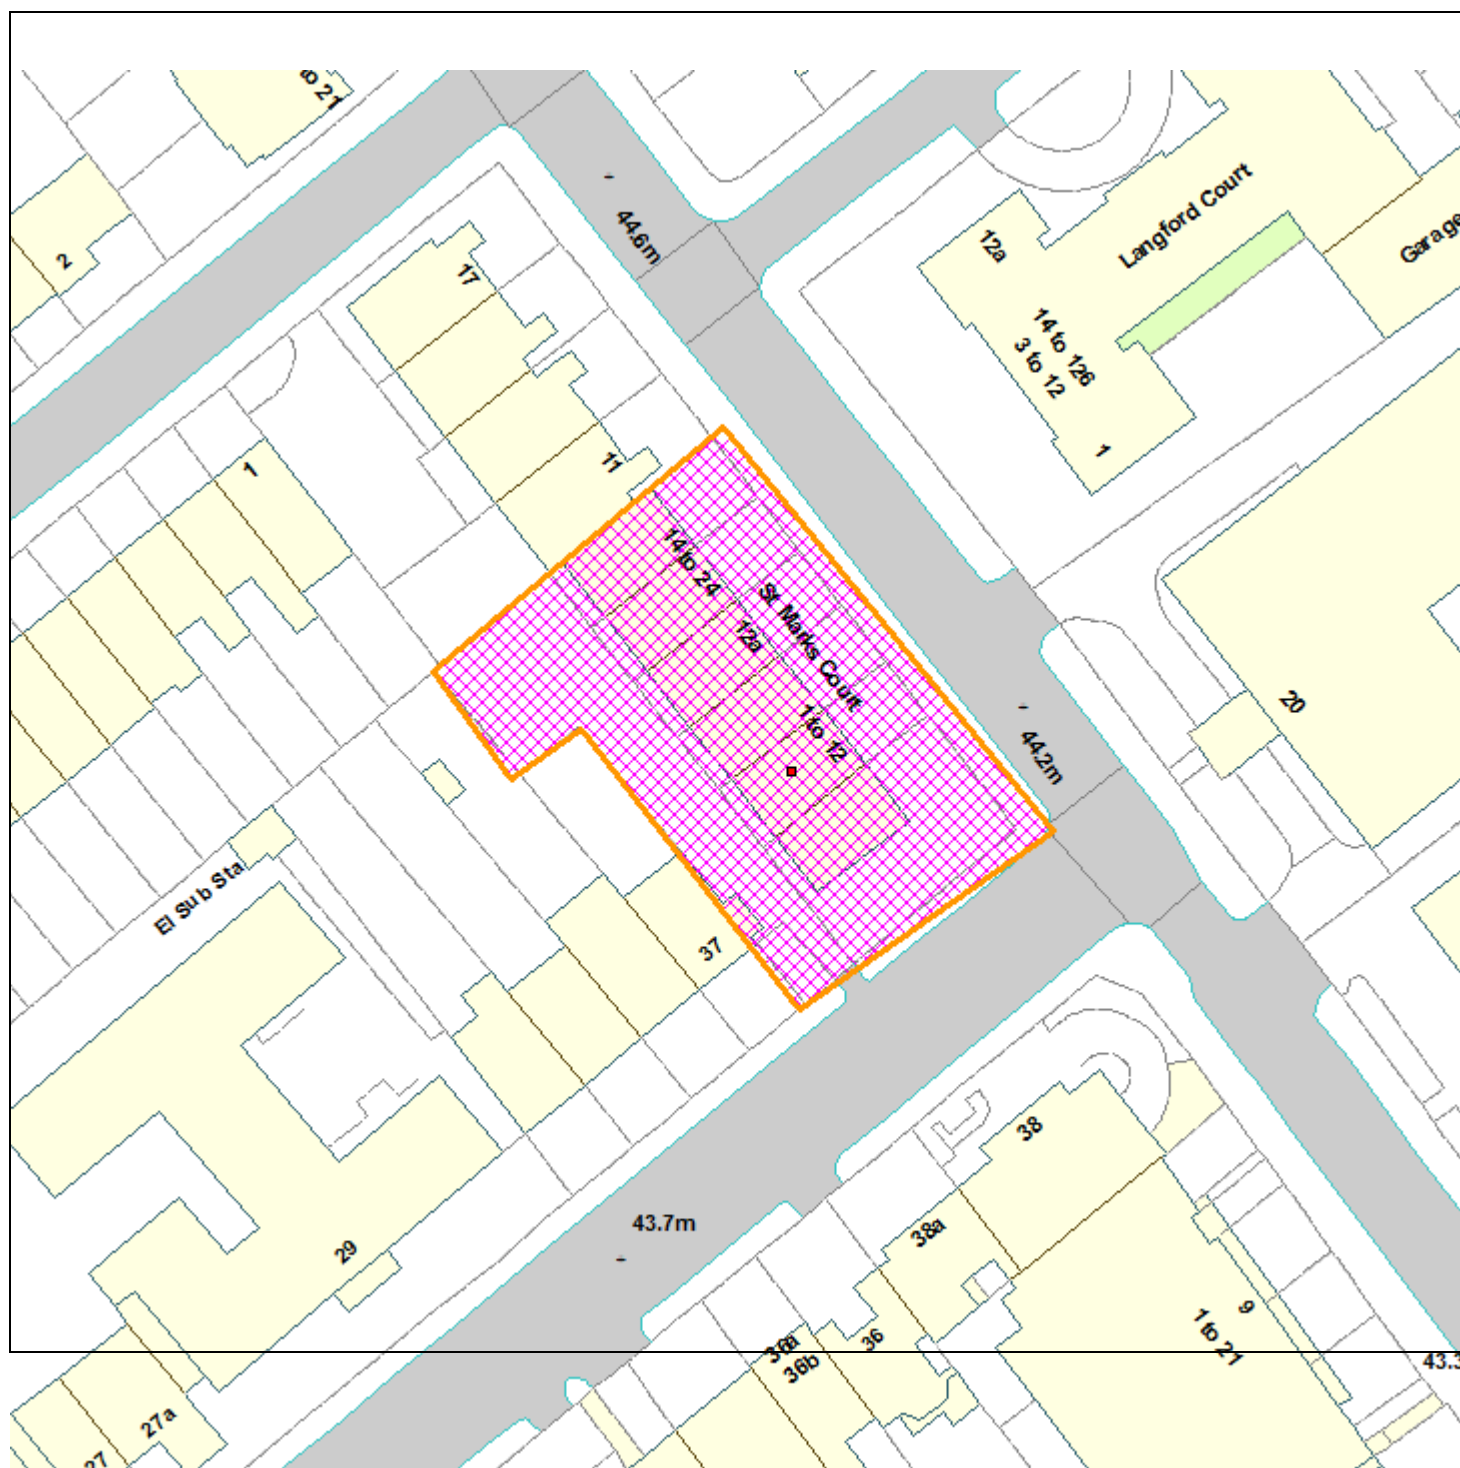 to 21
2
44.6m
17
12a
Langford Court
Garage
14 to 126
3 to 12
1
11
1
14 to 24
12a
St Marks Court
1 to 12
20
44.2m
El Sub Sta
37
38
29
43.7m
38a
9
36a
36b
36
1 to 21
43.3
27a
27